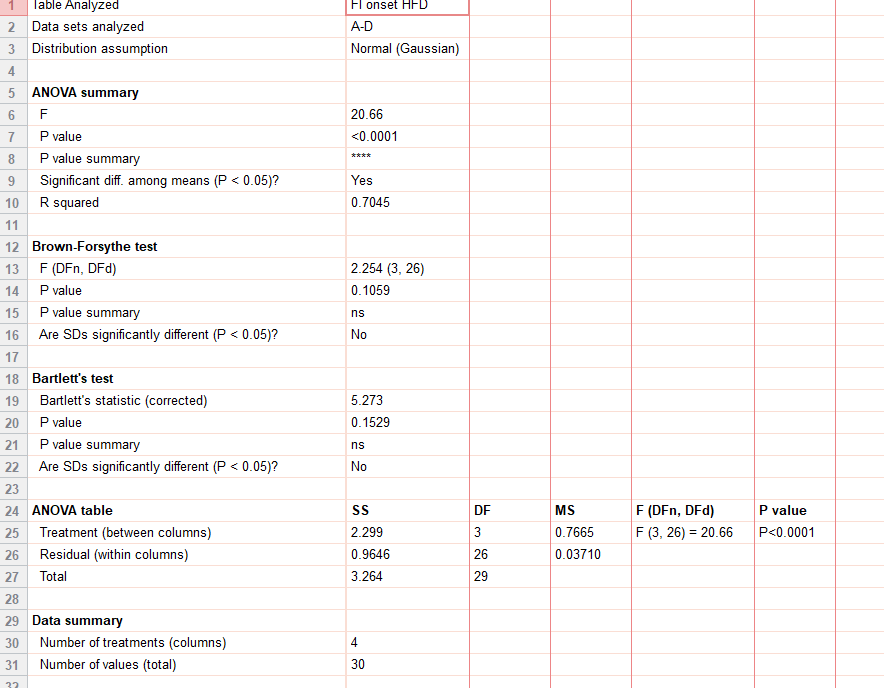 1 Table Analyzed FI onset HFD
2 Data sets analyzed A-D
3 Distribution assumption Normal (Gaussian)
4
5 ANOVA summary
6 F 20.66
7 P value <0.0001
8 P value summary ****
9 Significant diff. among means (P < 0.05)? Yes
10 R squared 0.7045
11
12 Brown-Forsythe test
13 F (DFn, DFd) 2.254 (3, 26)
14 P value 0.1059
15 P value summary ns
16 Are SDs significantly different (P < 0.05)? No
17
18 Bartlett's test
19 Bartlett's statistic (corrected) 5.273
20 P value 0.1529
21 P value summary ns
22 Are SDs significantly different (P < 0.05)? No
23
24 ANOVA table SS DF MS F (DFn, DFd) P value
25 Treatment (between columns) 2.299 3 0.7665 F (3, 26) = 20.66 P<0.0001
26 Residual (within columns) 0.9646 26 0.03710
27 Total 3.264 29
28
29 Data summary
30 Number of treatments (columns) 4
31 Number of values (total) 30
32